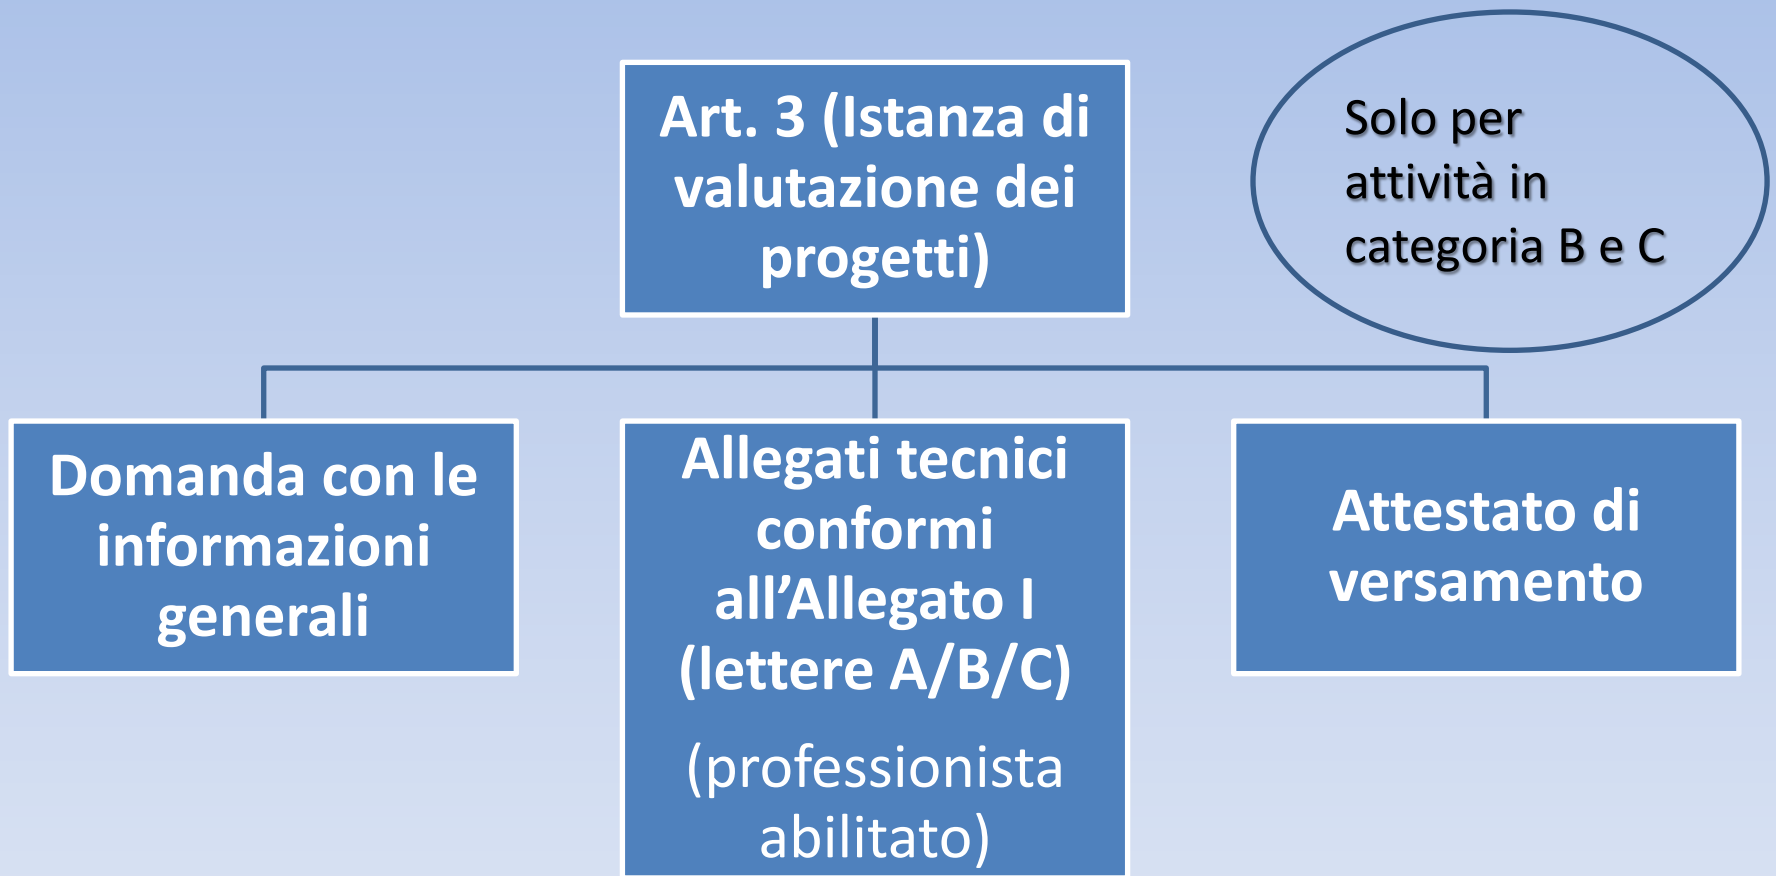 Art. 3 (Istanza di
valutazione dei
progetti)
Solo per
attività in
categoria B e C
Domanda con le
informazioni
generali
Allegati tecnici
conformi
all’Allegato I
(lettere A/B/C)
(professionista
abilitato)
Attestato di
versamento